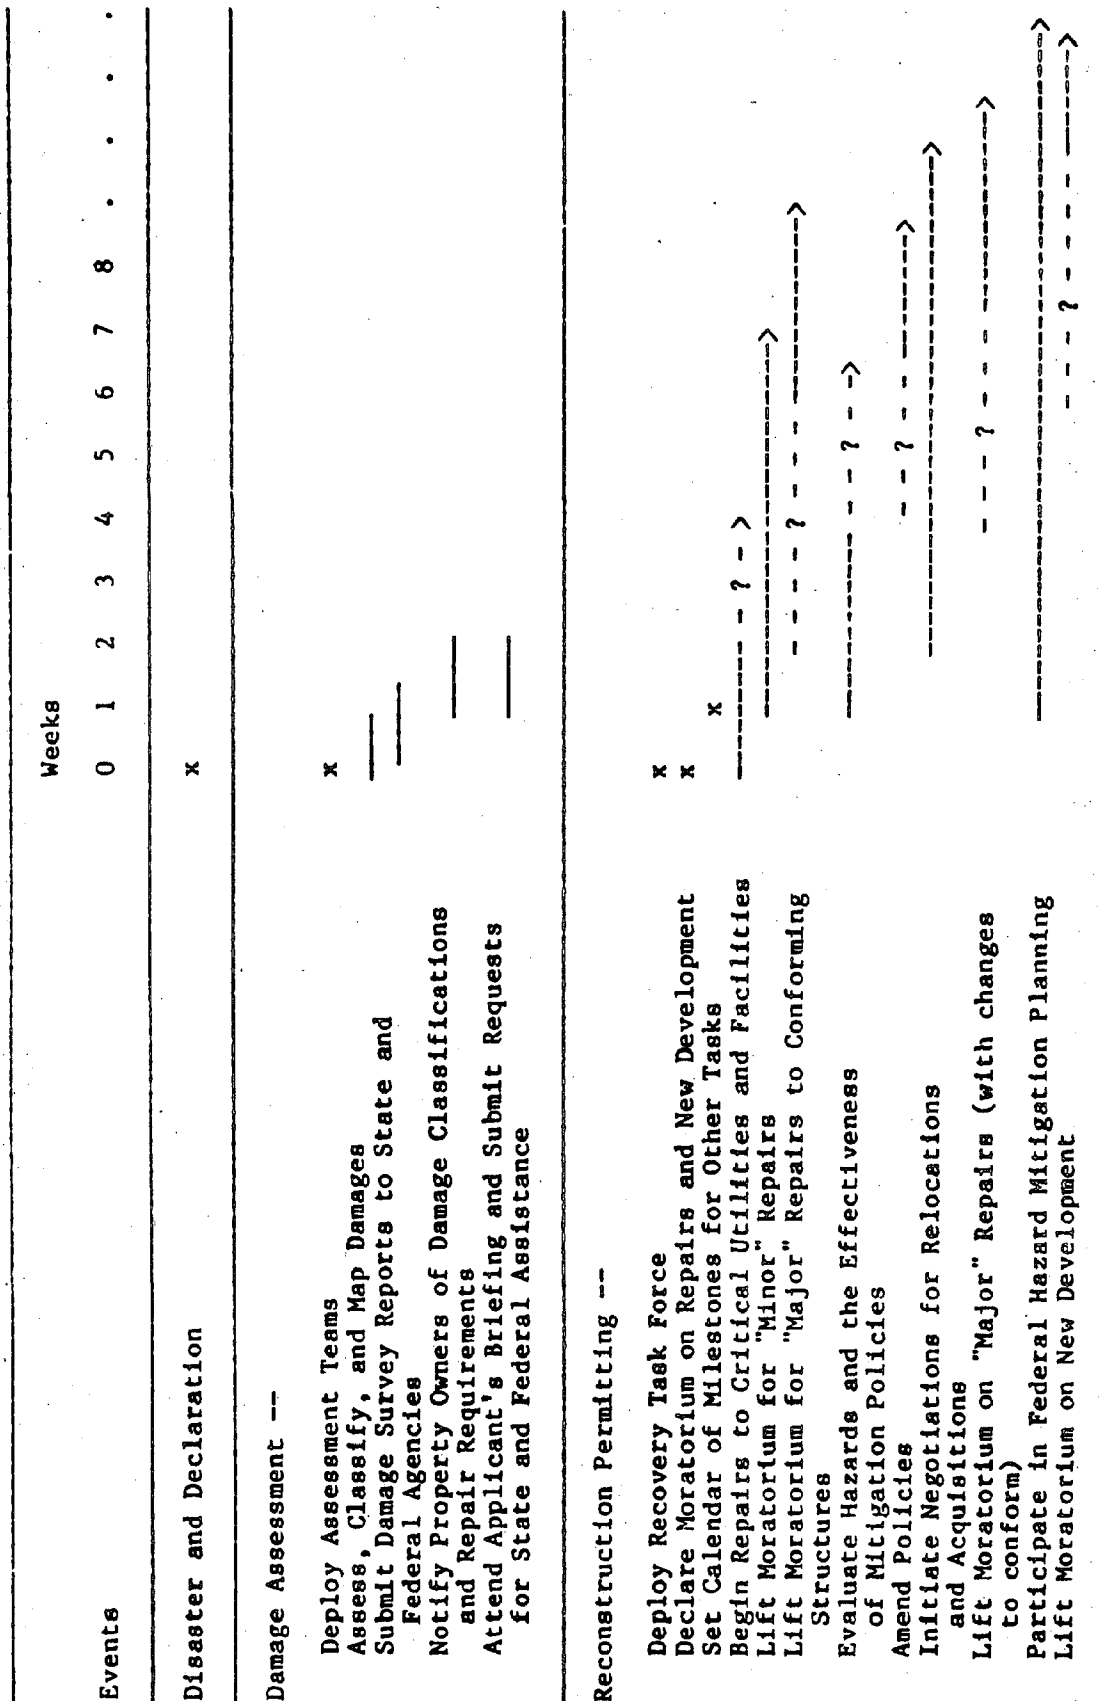 Weeks
Events 0 1 2 3 4 5 6 7 8 . . . .
Disaster and Declaration x
Damage Assessment --
Deploy Assessment Teams x
Assess, Classify, and Map Damages
Submit Damage Survey Reports to State and
Federal Agencies
Notify Property Owners of Damage Classifications
and Repair Requirements
Attend Applicant's Briefing and Submit Requests
for State and Federal Assistance
Reconstruction Permitting --
Deploy Recovery Task Force x
Declare Moratorium on Repairs and New Development x
Set Calendar of Milestones for Other Tasks x
Begin Repairs to Critical Utilities and Facilities -------- - - ? - >
Lift Moratorium for "Minor" Repairs ------------------------------>
Lift Moratorium for "Major" Repairs to Conforming - - - - ? - - - - --------------->
Structures
Evaluate Hazards and the Effectiveness ------------- - - ? - - >
of Mitigation Policies
Amend Policies - - ? - - --------->
Initiate Negotiations for Relocations ---------------------------------------->
and Acquisitions
Lift Moratorium on "Major" Repairs (with changes - - - ? - - - ------------->
to conform)
Participate in Federal Hazard Mitigation Planning ------------------------------------------------------->
Lift Moratorium on New Development - - - ? - - - - ------>